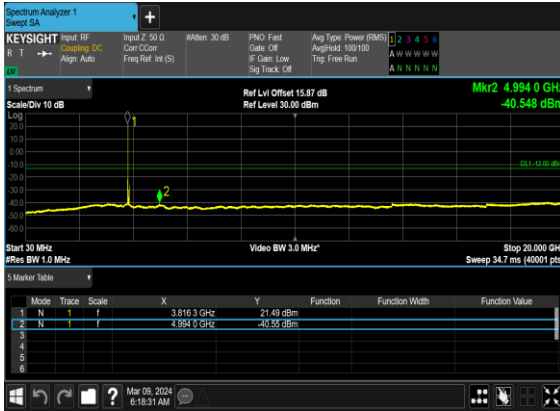 Spectrum Analyzer 1
Swept SA
+
KEYSIGHT Input: RF Input Z: 50 Ω #Atten: 30 dB PNO: Fast Avg Type: Power (RMS) 1 2 3 4 5 6
R T Coupling: DC Corr CCorr Gate: Off Avg|Hold: 100/100 A W W W W W
Align: Auto Freq Ref: Int (S) IF Gain: Low Trig: Free Run
Sig Track: Off A N N N N N
1 Spectrum Ref Lvl Offset 15.87 dB Mkr2 4.994 0 GHz
Scale/Div 10 dB Ref Level 30.00 dBm -40.548 dBm
Log
1
20.0
10.0
0.00
-10.0
DL1 -13.00 dBm
-20.0
-30.0
2
-40.0
-50.0
-60.0
Start 30 MHz Video BW 3.0 MHz* Stop 20.000 GHz
#Res BW 1.0 MHz Sweep 34.7 ms (40001 pts)
5 Marker Table
Mode Trace Scale X Y Function Function Width Function Value
1 N 1 f 3.816 3 GHz 21.49 dBm
2 N 1 f 4.994 0 GHz -40.55 dBm
3
4
5
6
? Mar 09, 2024
6:18:31 AM